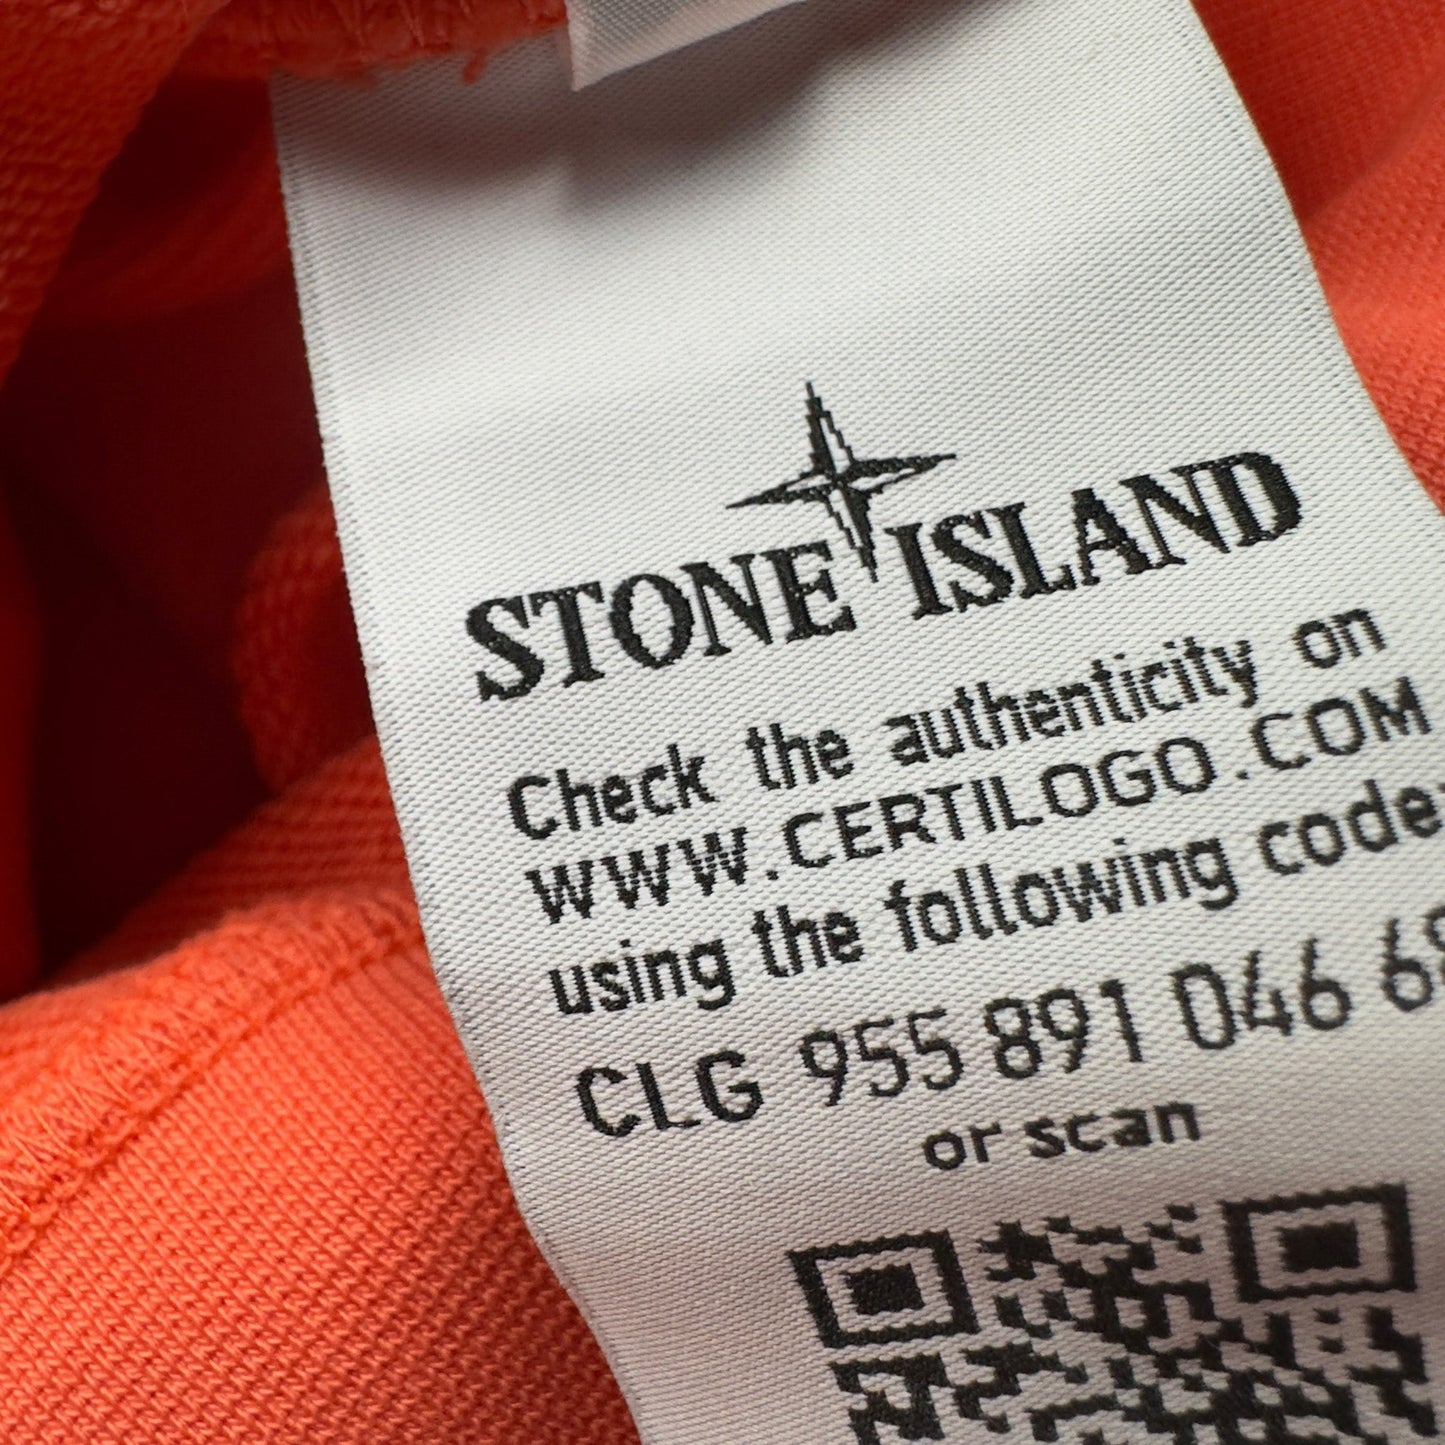 STONE ISLAND
Check the authenticity on
WWW.CERTILOGO.COM
using the following code:
CLG 955 891 046
or scan